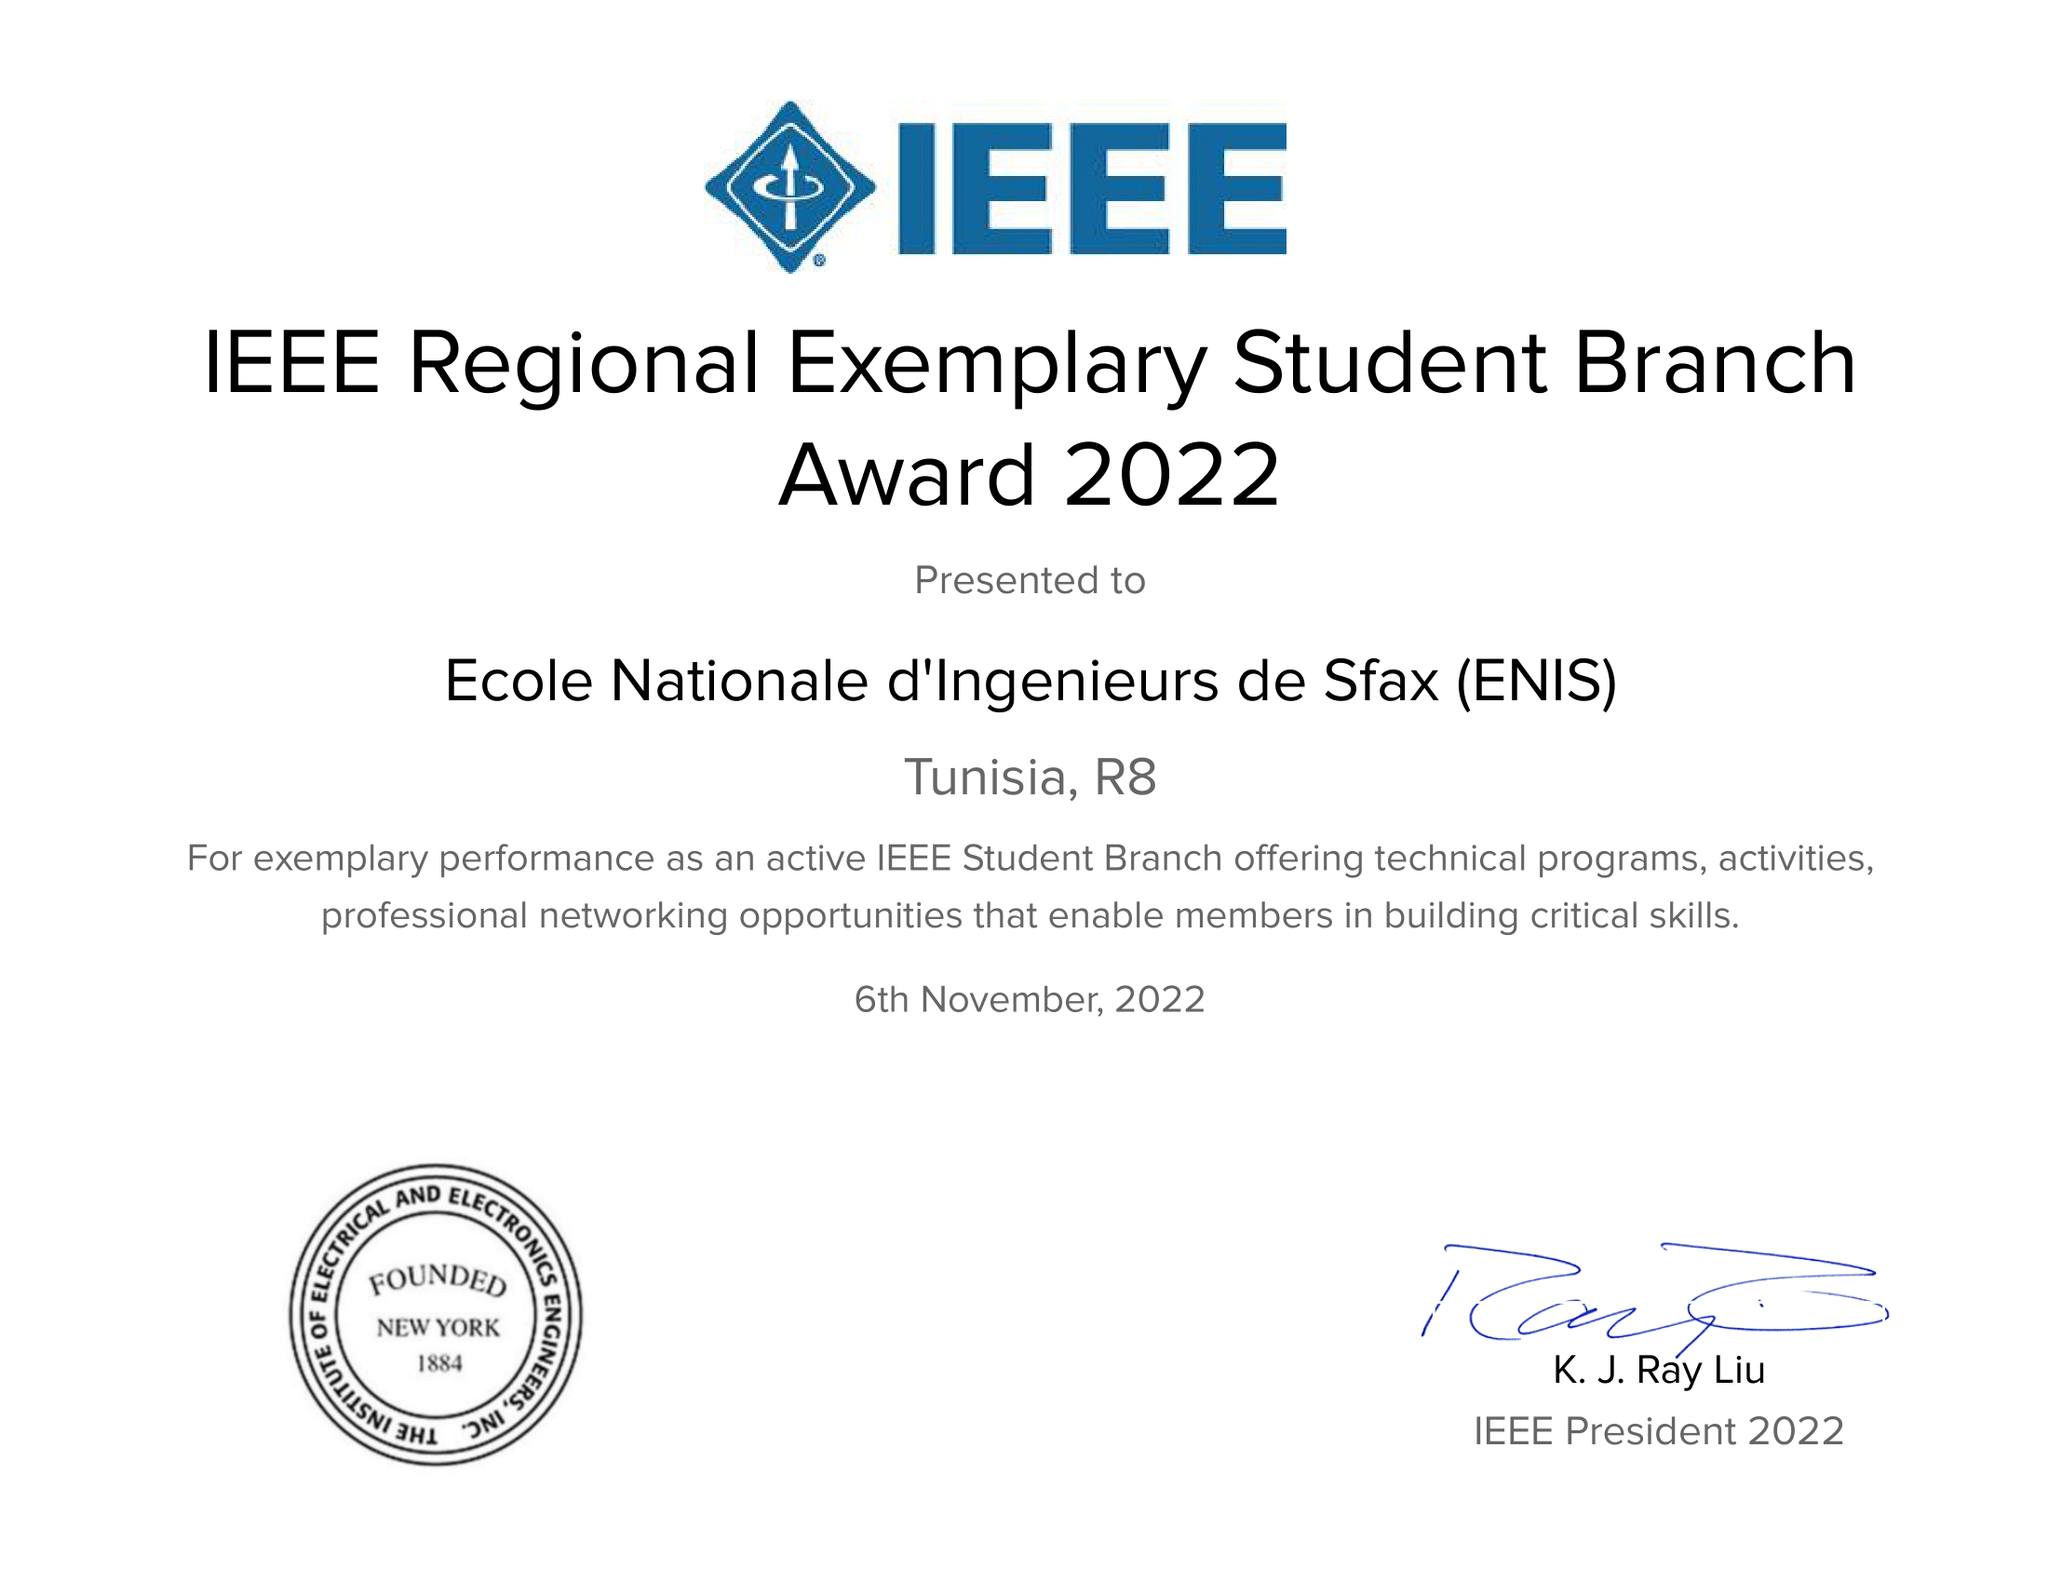 IEEE
IEEE Regional Exemplary Student Branch
Award 2022
Presented to
Ecole Nationale d'Ingenieurs de Sfax (ENIS)
Tunisia, R8
For exemplary performance as an active IEEE Student Branch offering technical programs, activities,
professional networking opportunities that enable members in building critical skills.
6th November, 2022
THE INSTITUTE OF ELECTRICAL AND ELECTRONICS ENGINEERS, INC.
FOUNDED
NEW YORK
1884
K. J. Ray Liu
IEEE President 2022